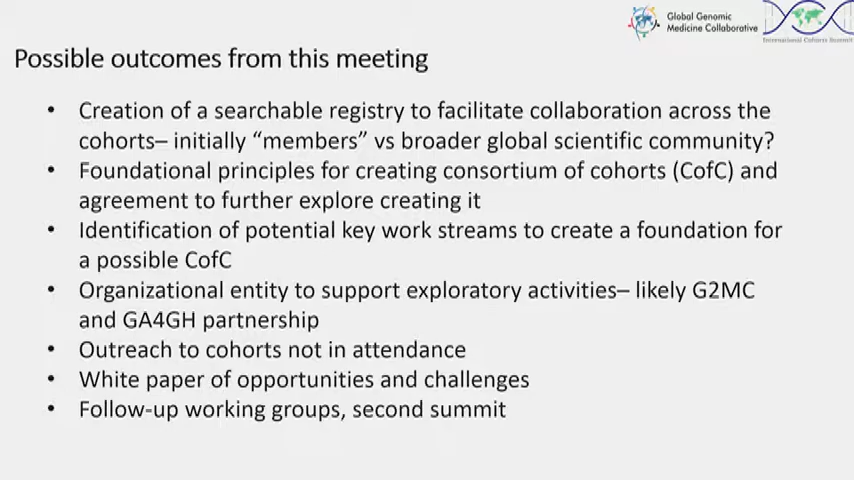 Global Genomic
Medicine Collaborative
International Cohorts Summit
Possible outcomes from this meeting
• Creation of a searchable registry to facilitate collaboration across the
cohorts– initially “members” vs broader global scientific community?
• Foundational principles for creating consortium of cohorts (CofC) and
agreement to further explore creating it
• Identification of potential key work streams to create a foundation for
a possible CofC
• Organizational entity to support exploratory activities– likely G2MC
and GA4GH partnership
• Outreach to cohorts not in attendance
• White paper of opportunities and challenges
• Follow-up working groups, second summit